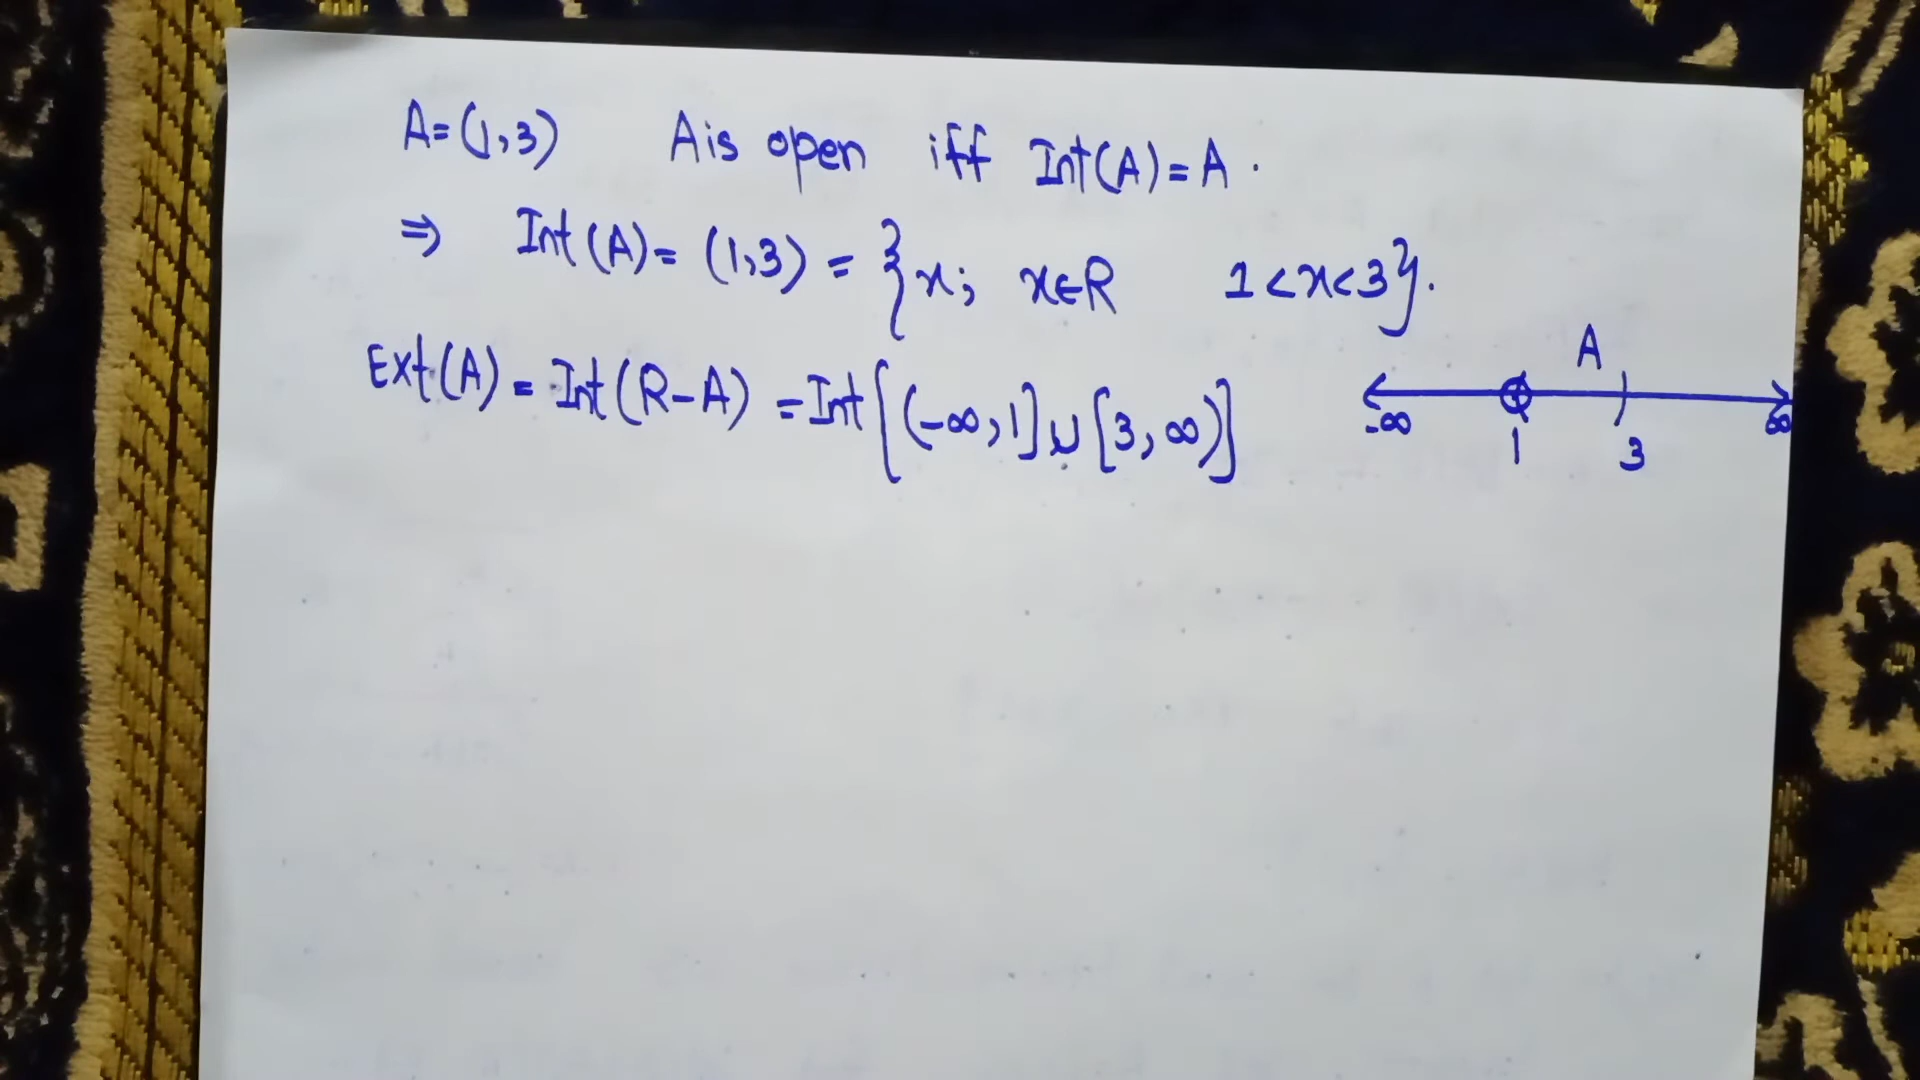 A=(1,3) A is open iff Int(A)=A.
⇒ Int(A)= (1,3) = {x; x∈R 1<x<3}.
Ext(A) = Int(R-A) = Int[(-∞,1]∪[3,∞)]
A
-∞ 1 3 ∞